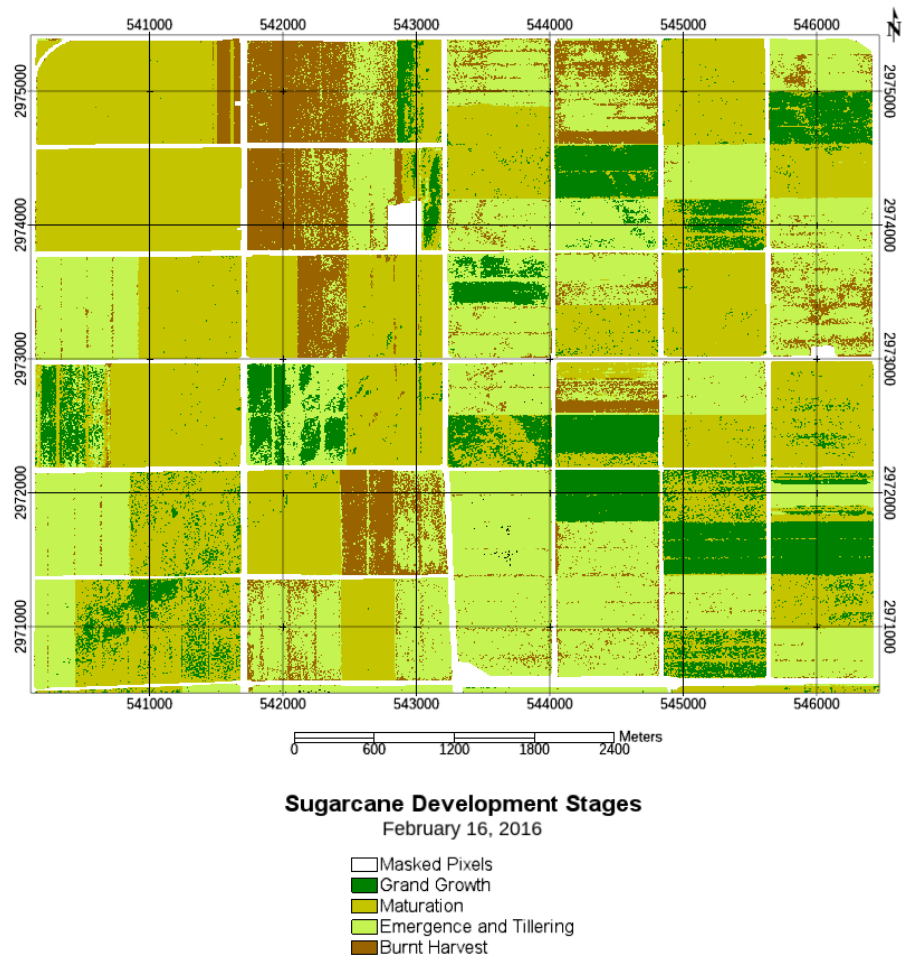 541000 542000 543000 544000 545000 546000
N
2975000 2975000
2974000 2974000
2973000 2973000
2972000 2972000
2971000 2971000
541000 542000 543000 544000 545000 546000
Meters
0 600 1200 1800 2400
Sugarcane Development Stages
February 16, 2016
Masked Pixels
Grand Growth
Maturation
Emergence and Tillering
Burnt Harvest